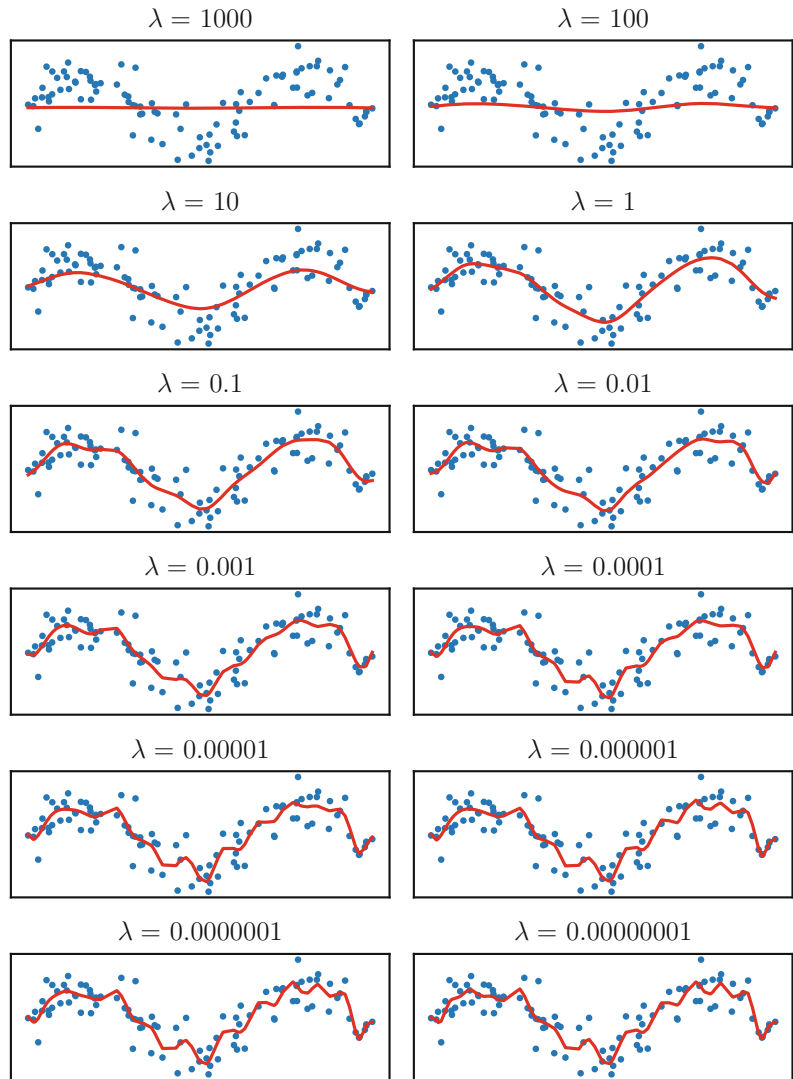 λ = 1000
λ = 100
λ = 10
λ = 1
λ = 0.1
λ = 0.01
λ = 0.001
λ = 0.0001
λ = 0.00001
λ = 0.000001
λ = 0.0000001
λ = 0.00000001